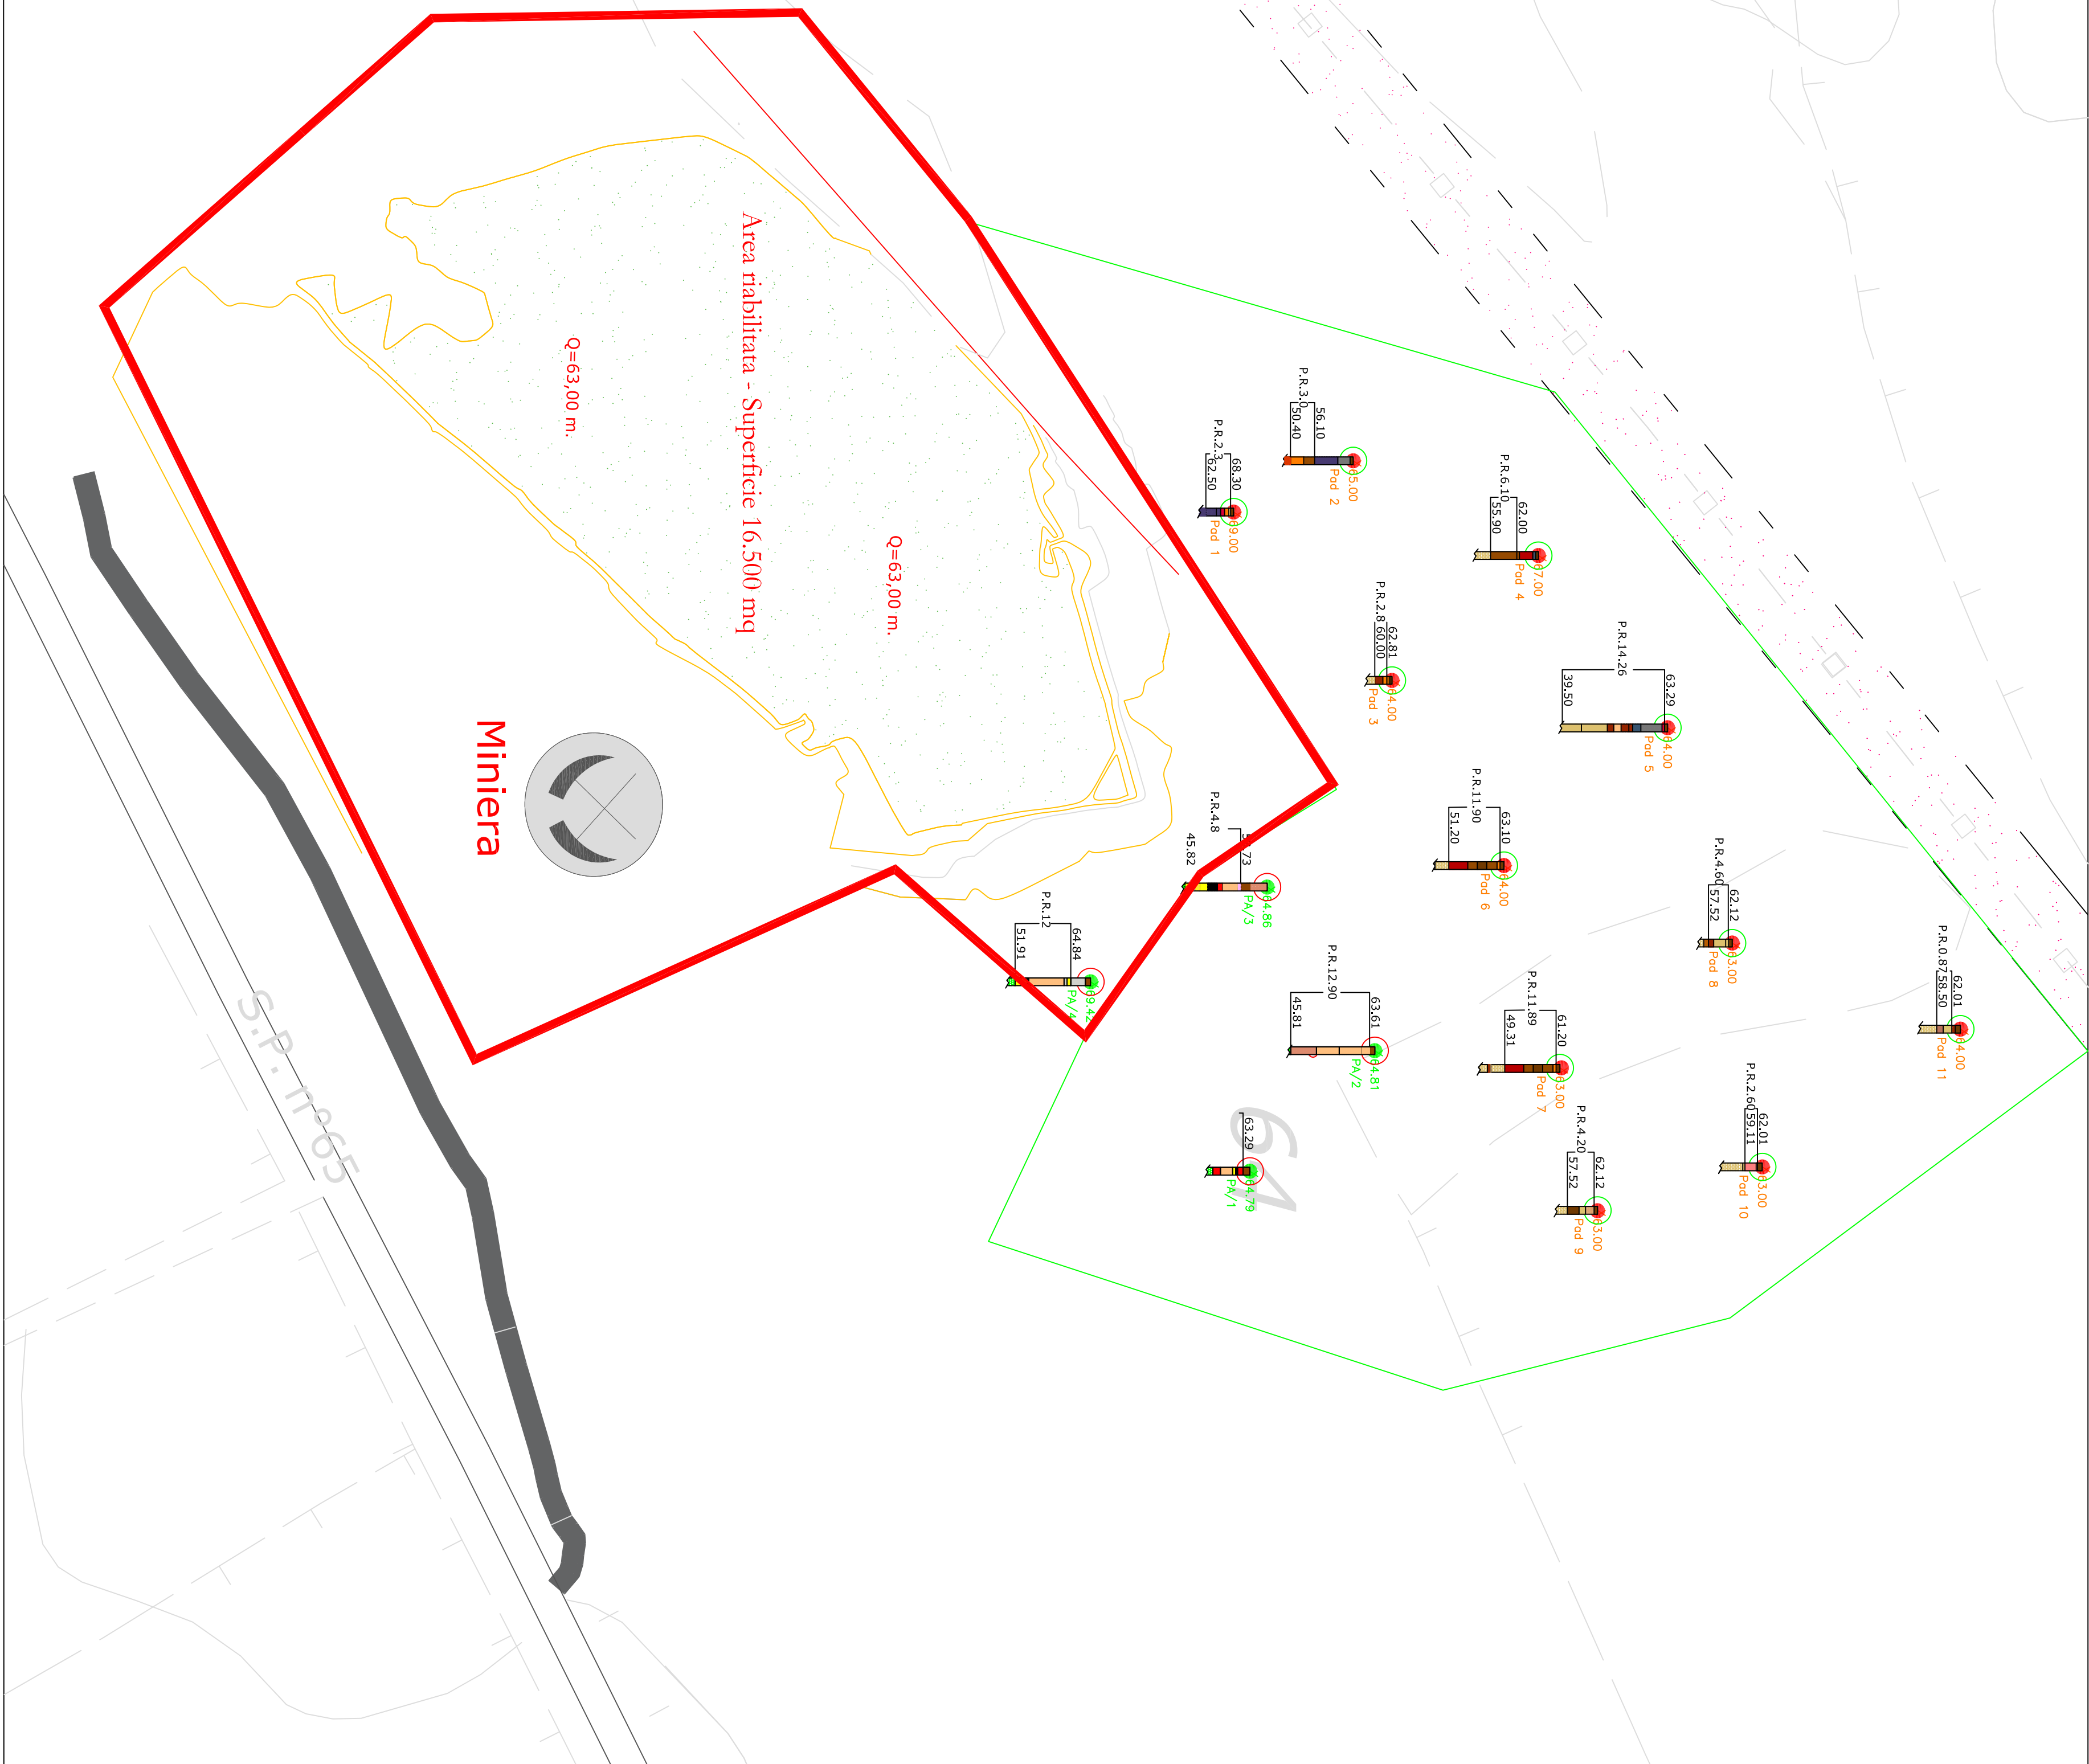 Area riabilitata - Superficie 16.500 mq
Q=63,00 m.
Q=63,00 m.
Miniera
S.P. n°65
64
P.R.3.0
56.10
50.40
65.00
Pad 2
P.R.2.3
68.30
62.50
69.00
Pad 1
P.R.6.10
62.00
55.90
67.00
Pad 4
P.R.2.8
62.81
60.00
64.00
Pad 3
P.R.14.26
63.29
39.50
64.00
Pad 5
P.R.11.90
63.10
51.20
64.00
Pad 6
P.R.4.8
45.82
64.86
PA/3
P.R.4.60
62.12
57.52
63.00
Pad 8
P.R.12
64.84
51.91
69.42
PA/4
P.R.12.90
63.61
45.81
64.81
PA/2
P.R.11.89
61.20
49.31
63.00
Pad 7
P.R.0.87
62.01
58.50
64.00
Pad 11
P.R.2.60
62.01
59.11
63.00
Pad 10
P.R.4.20
62.12
57.52
63.00
Pad 9
63.29
64.79
PA/1